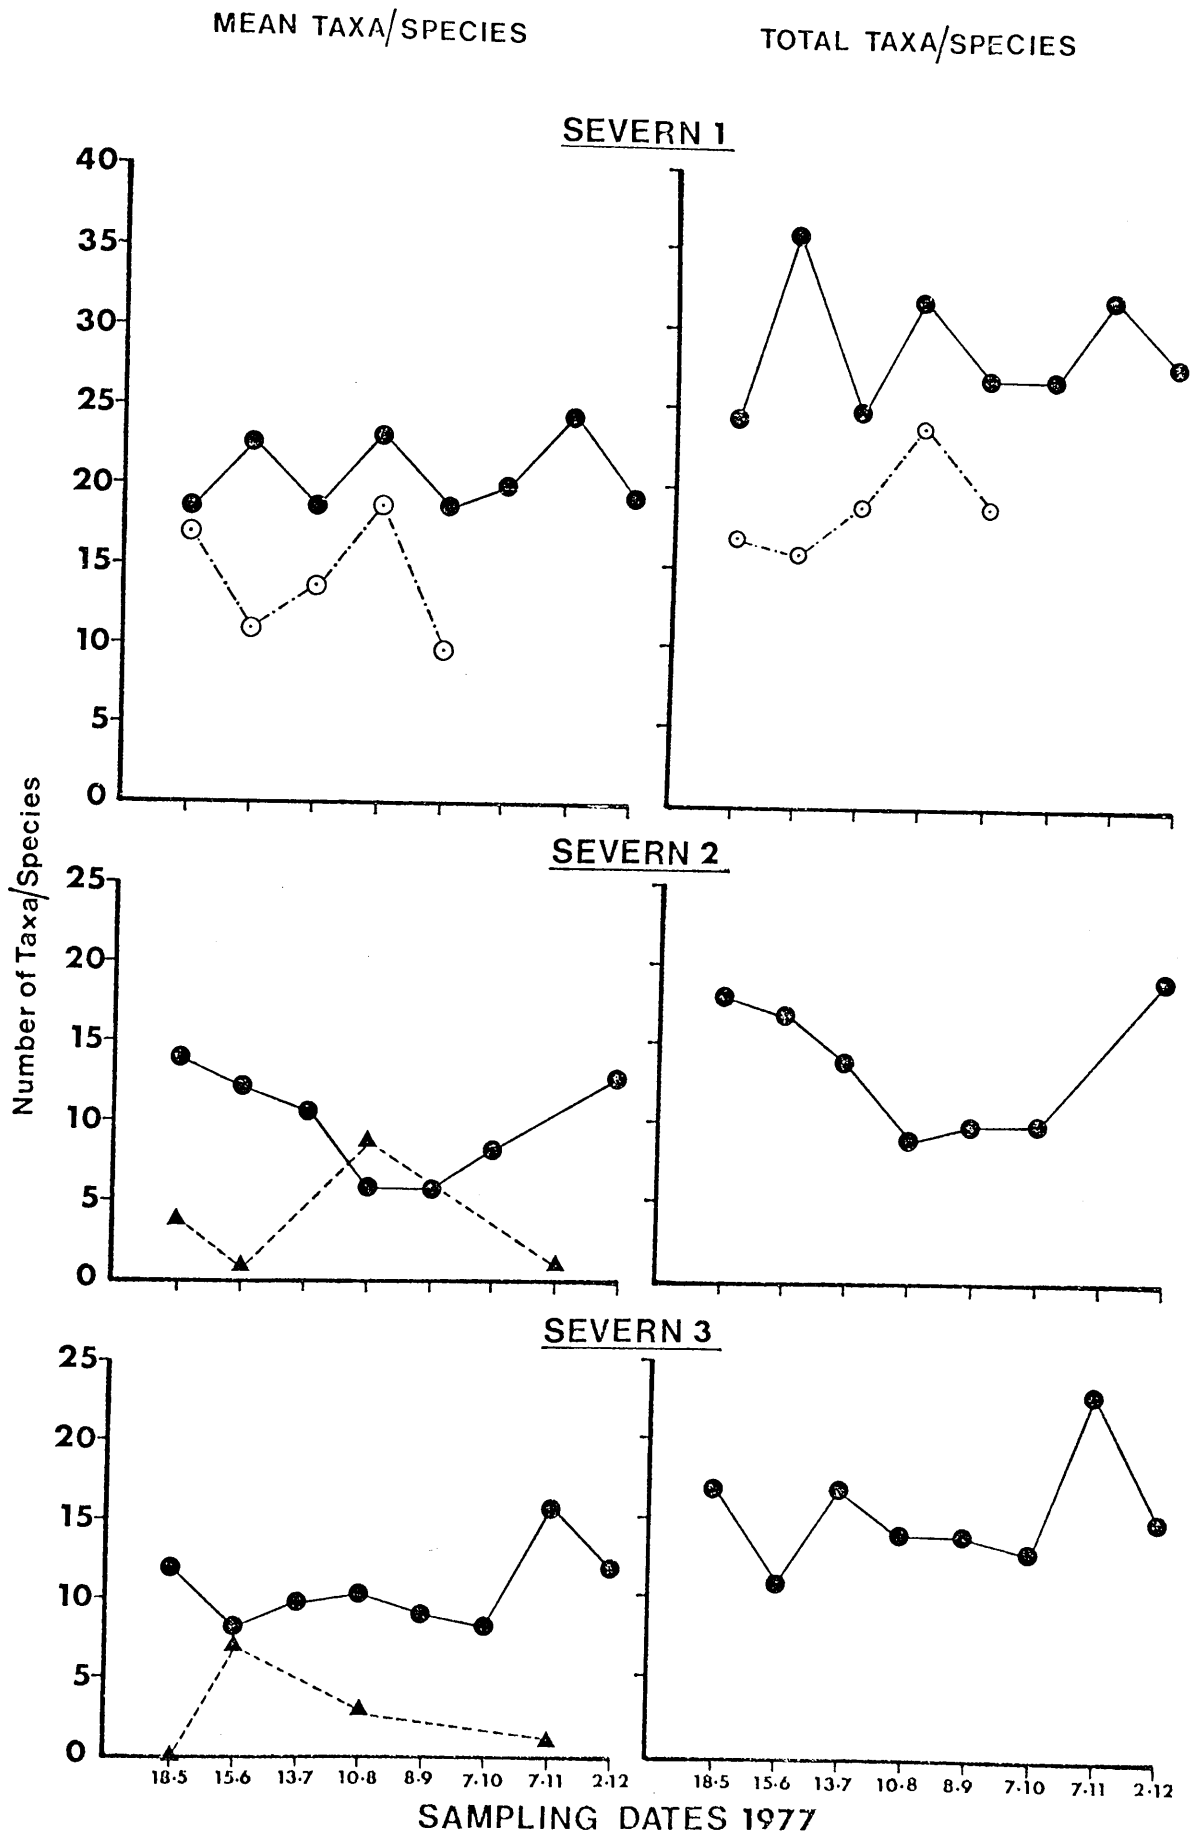 MEAN TAXA/SPECIES
TOTAL TAXA/SPECIES
SEVERN 1
40
35
30
25
20
15
10
5
0
Number of Taxa/Species
SEVERN 2
25
20
15
10
5
0
SEVERN 3
25
20
15
10
5
0
18·5 15·6 13·7 10·8 8·9 7·10 7·11 2·12
18·5 15·6 13·7 10·8 8·9 7·10 7·11 2·12
SAMPLING DATES 1977